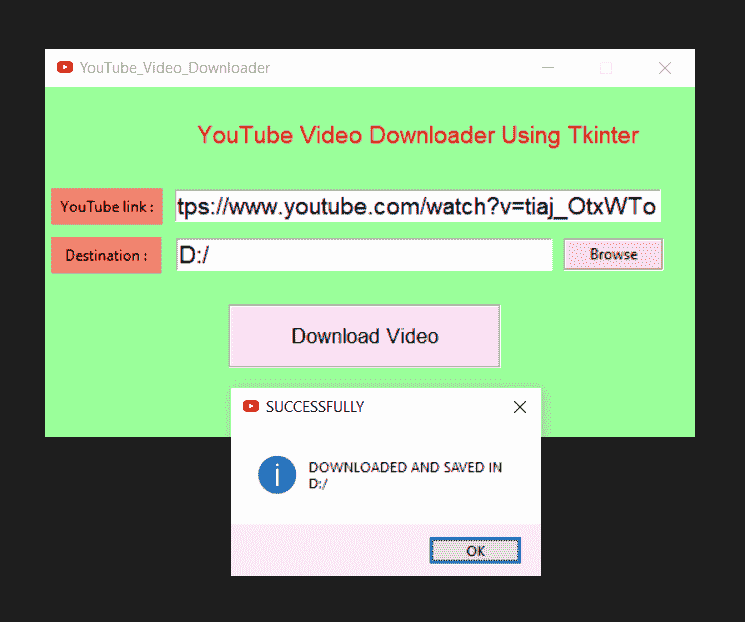 YouTube_Video_Downloader
YouTube Video Downloader Using Tkinter
YouTube link : tps://www.youtube.com/watch?v=tiaj_OtxWTo
Destination : D:/ Browse
Download Video
SUCCESSFULLY
DOWNLOADED AND SAVED IN
D:/
OK